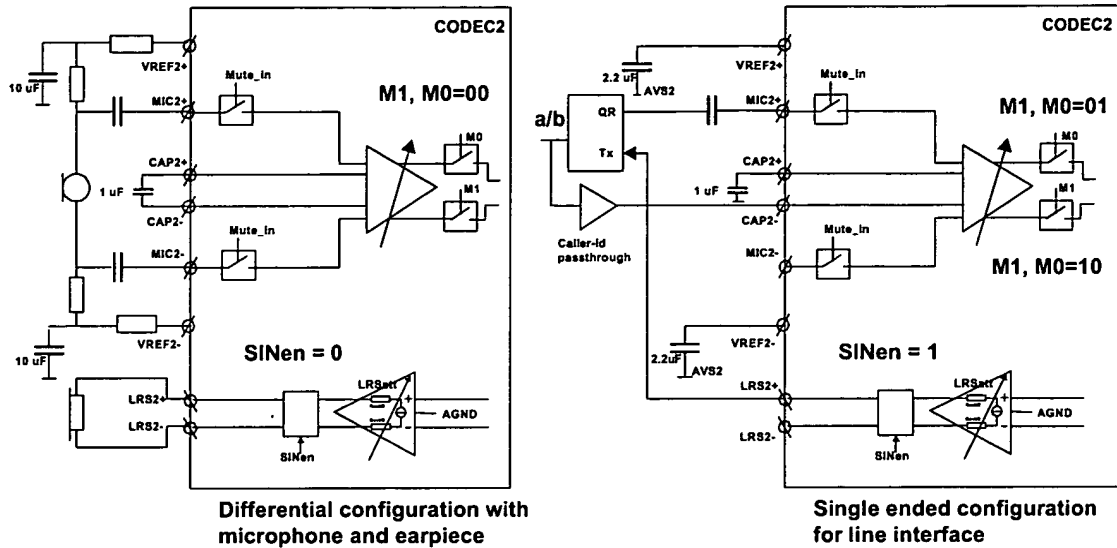 CODEC2
VREF2+
10 uF
Mute_in
MIC2+
M1, M0=00
M0
CAP2+
1 uF
M1
CAP2-
Mute_in
MIC2-
VREF2-
10 uF
SINen = 0
LRSatt
LRS2+
+
AGND
LRS2-
-
SINen
Differential configuration with
microphone and earpiece
CODEC2
VREF2+
2.2 uF
AVS2
Mute_in
MIC2+
M1, M0=01
a/b
QR
M0
Tx
CAP2+
1 uF
M1
CAP2-
Caller-id
passthrough
Mute_in
MIC2-
M1, M0=10
VREF2-
2.2uF
AVS2
SINen = 1
LRSatt
LRS2+
+
AGND
LRS2-
-
SINen
Single ended configuration
for line interface